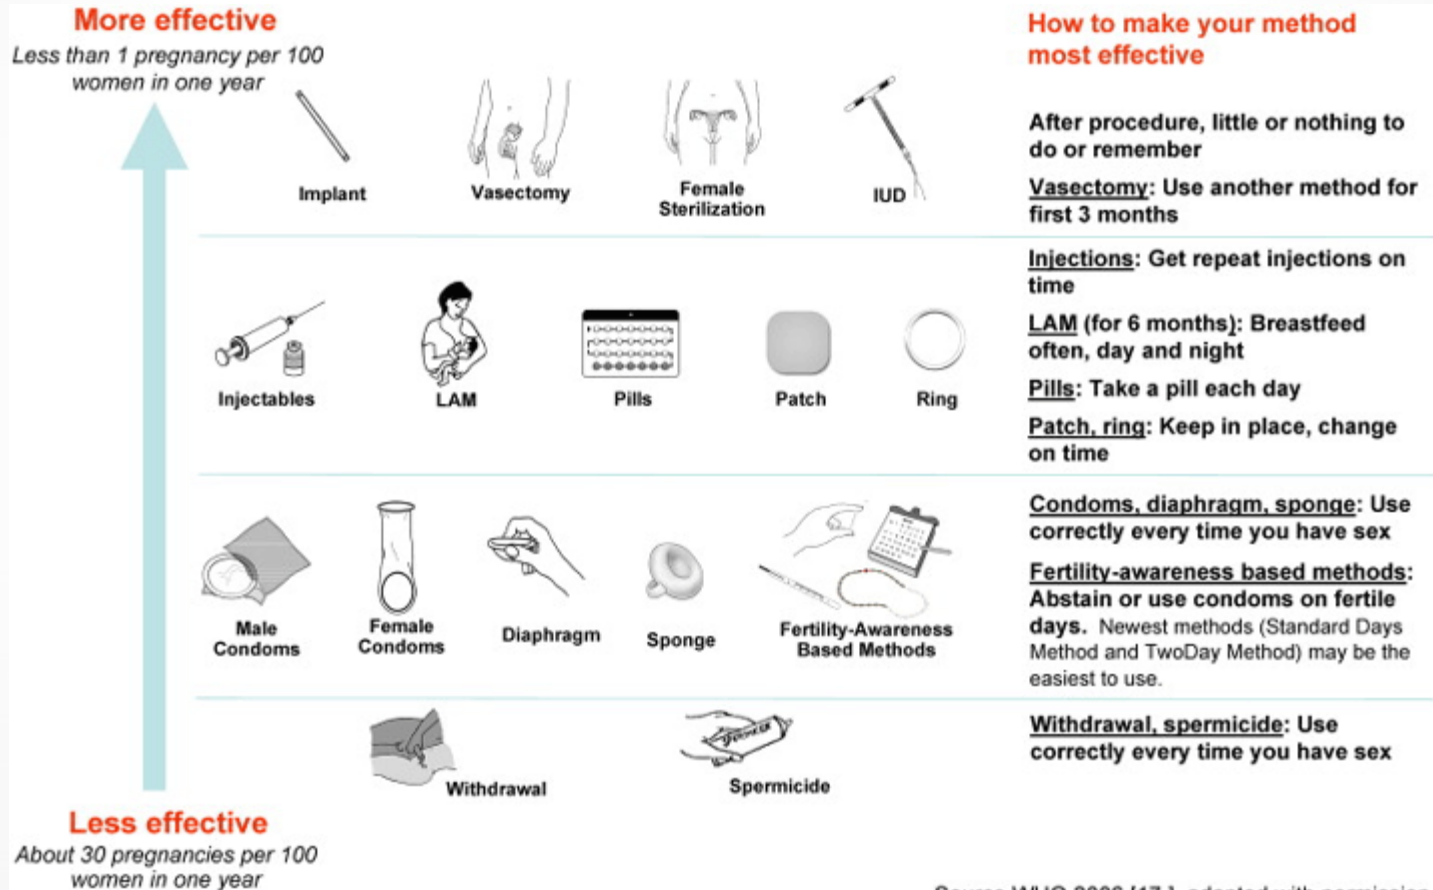 More effective
Less than 1 pregnancy per 100
women in one year
How to make your method
most effective
Implant
Vasectomy
Female
Sterilization
IUD
After procedure, little or nothing to
do or remember
Vasectomy: Use another method for
first 3 months
Injectables
LAM
Pills
Patch
Ring
Injections: Get repeat injections on
time
LAM (for 6 months): Breastfeed
often, day and night
Pills: Take a pill each day
Patch, ring: Keep in place, change
on time
Male
Condoms
Female
Condoms
Diaphragm
Sponge
Fertility-Awareness
Based Methods
Condoms, diaphragm, sponge: Use
correctly every time you have sex
Fertility-awareness based methods:
Abstain or use condoms on fertile
days. Newest methods (Standard Days
Method and TwoDay Method) may be the
easiest to use.
Withdrawal
Spermicide
Withdrawal, spermicide: Use
correctly every time you have sex
Less effective
About 30 pregnancies per 100
women in one year